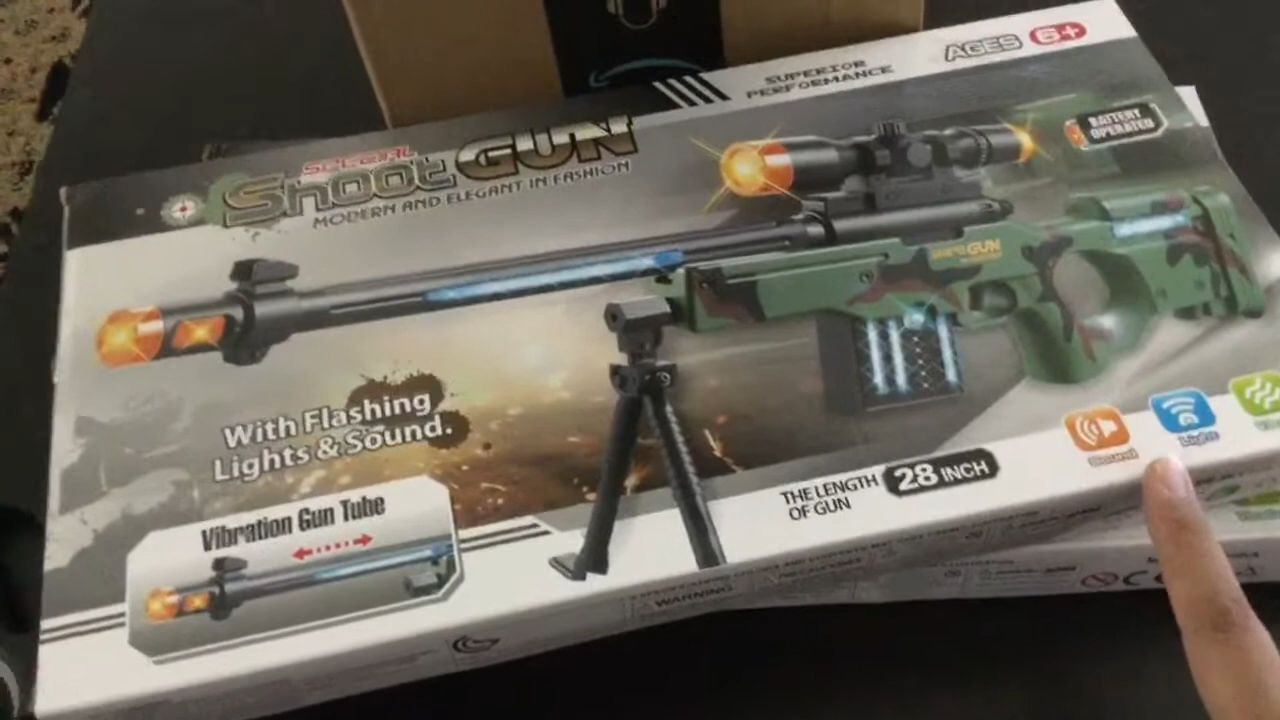 SUPERIOR
PERFORMANCE
AGES 6+
BATTERY
OPERATED
SPECIAL
Shoot GUN
MODERN AND ELEGANT IN FASHION
GUN
With Flashing
Lights & Sound.
Vibration Gun Tube
THE LENGTH
OF GUN
28 INCH
Sound
Light
WARNING